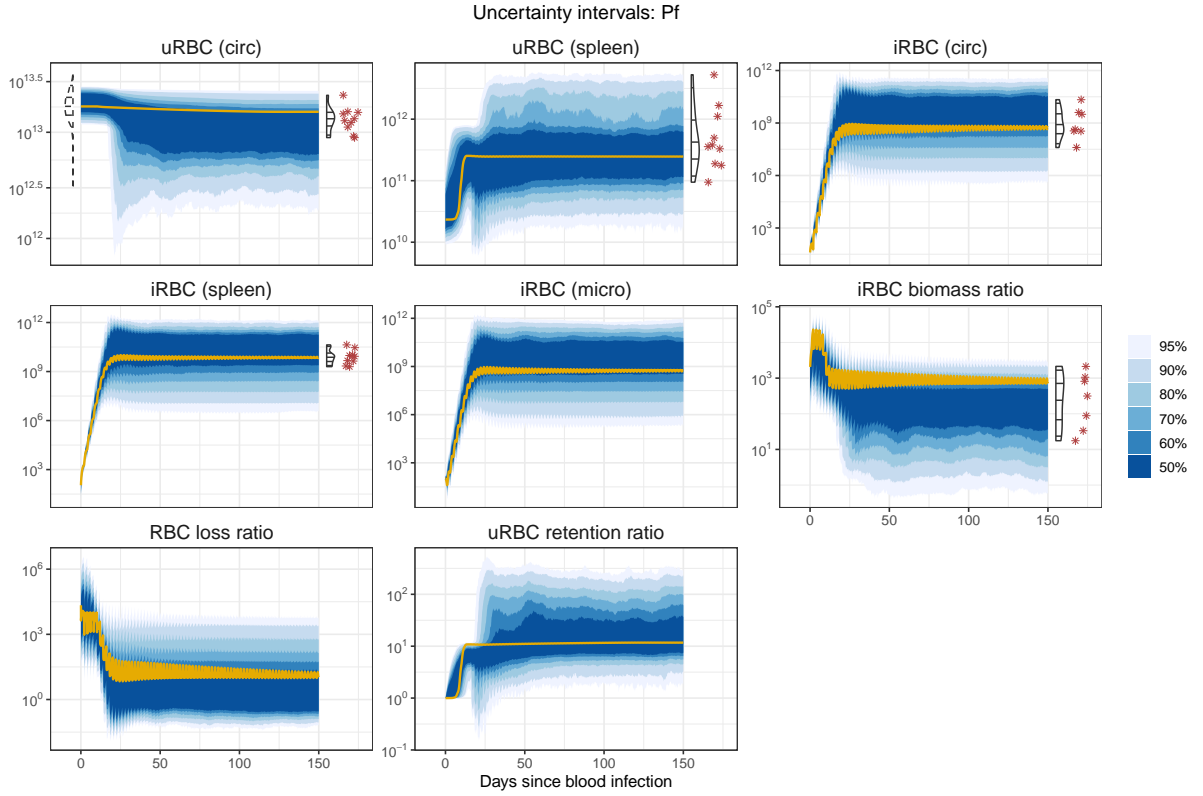 Uncertainty intervals: Pf
uRBC (circ)
uRBC (spleen)
iRBC (circ)
10^13.5
10^13
10^12.5
10^12
10^12
10^11
10^10
10^12
10^9
10^6
10^3
iRBC (spleen)
iRBC (micro)
iRBC biomass ratio
10^12
10^9
10^6
10^3
10^12
10^9
10^6
10^3
10^5
10^3
10^1
0 50 100 150
95%
90%
80%
70%
60%
50%
RBC loss ratio
uRBC retention ratio
10^6
10^3
10^0
10^2
10^1
10^0
10^−1
0 50 100 150
0 50 100 150
Days since blood infection